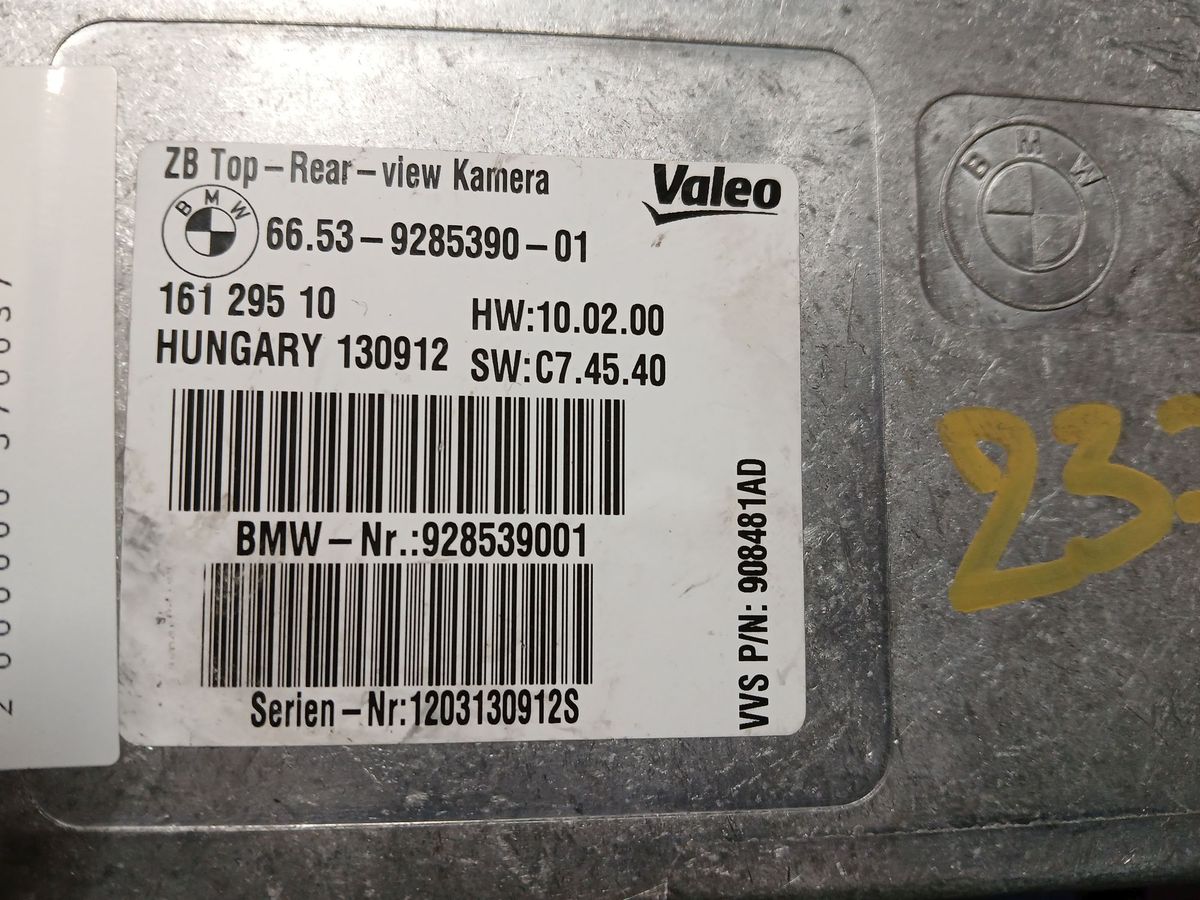 ZB Top-Rear-view Kamera
Valeo
BMW
66.53-9285390-01
161 295 10
HW:10.02.00
HUNGARY 130912
SW:C7.45.40
BMW-Nr.:928539001
Serien-Nr:1203130912S
VVS P/N: 908481AD
BMW